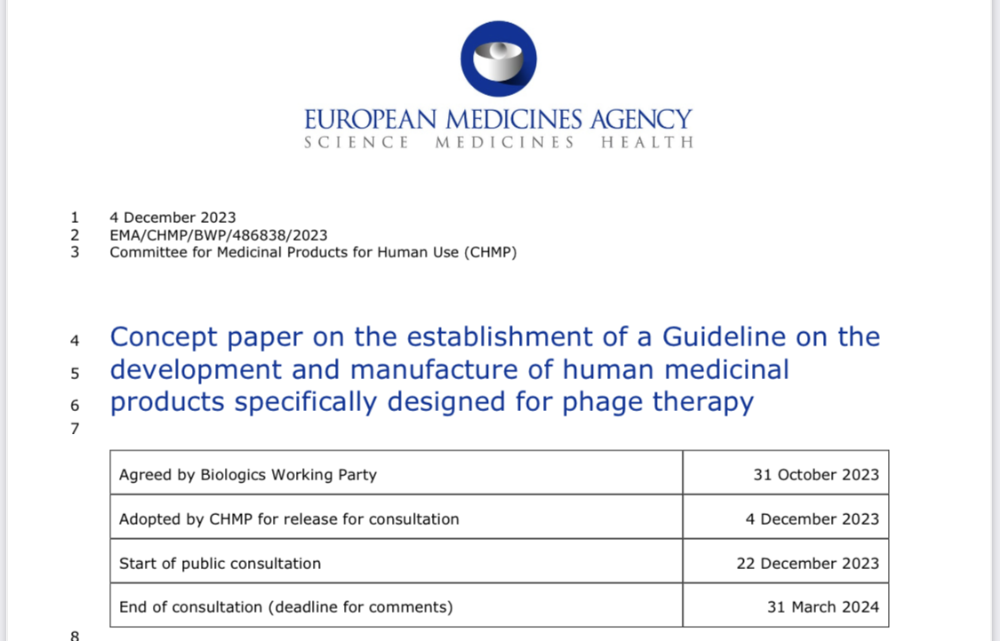 EUROPEAN MEDICINES AGENCY
SCIENCE MEDICINES HEALTH
1 4 December 2023
2 EMA/CHMP/BWP/486838/2023
3 Committee for Medicinal Products for Human Use (CHMP)
4 Concept paper on the establishment of a Guideline on the
5 development and manufacture of human medicinal
6 products specifically designed for phage therapy
7
Agreed by Biologics Working Party 31 October 2023
Adopted by CHMP for release for consultation 4 December 2023
Start of public consultation 22 December 2023
End of consultation (deadline for comments) 31 March 2024
8